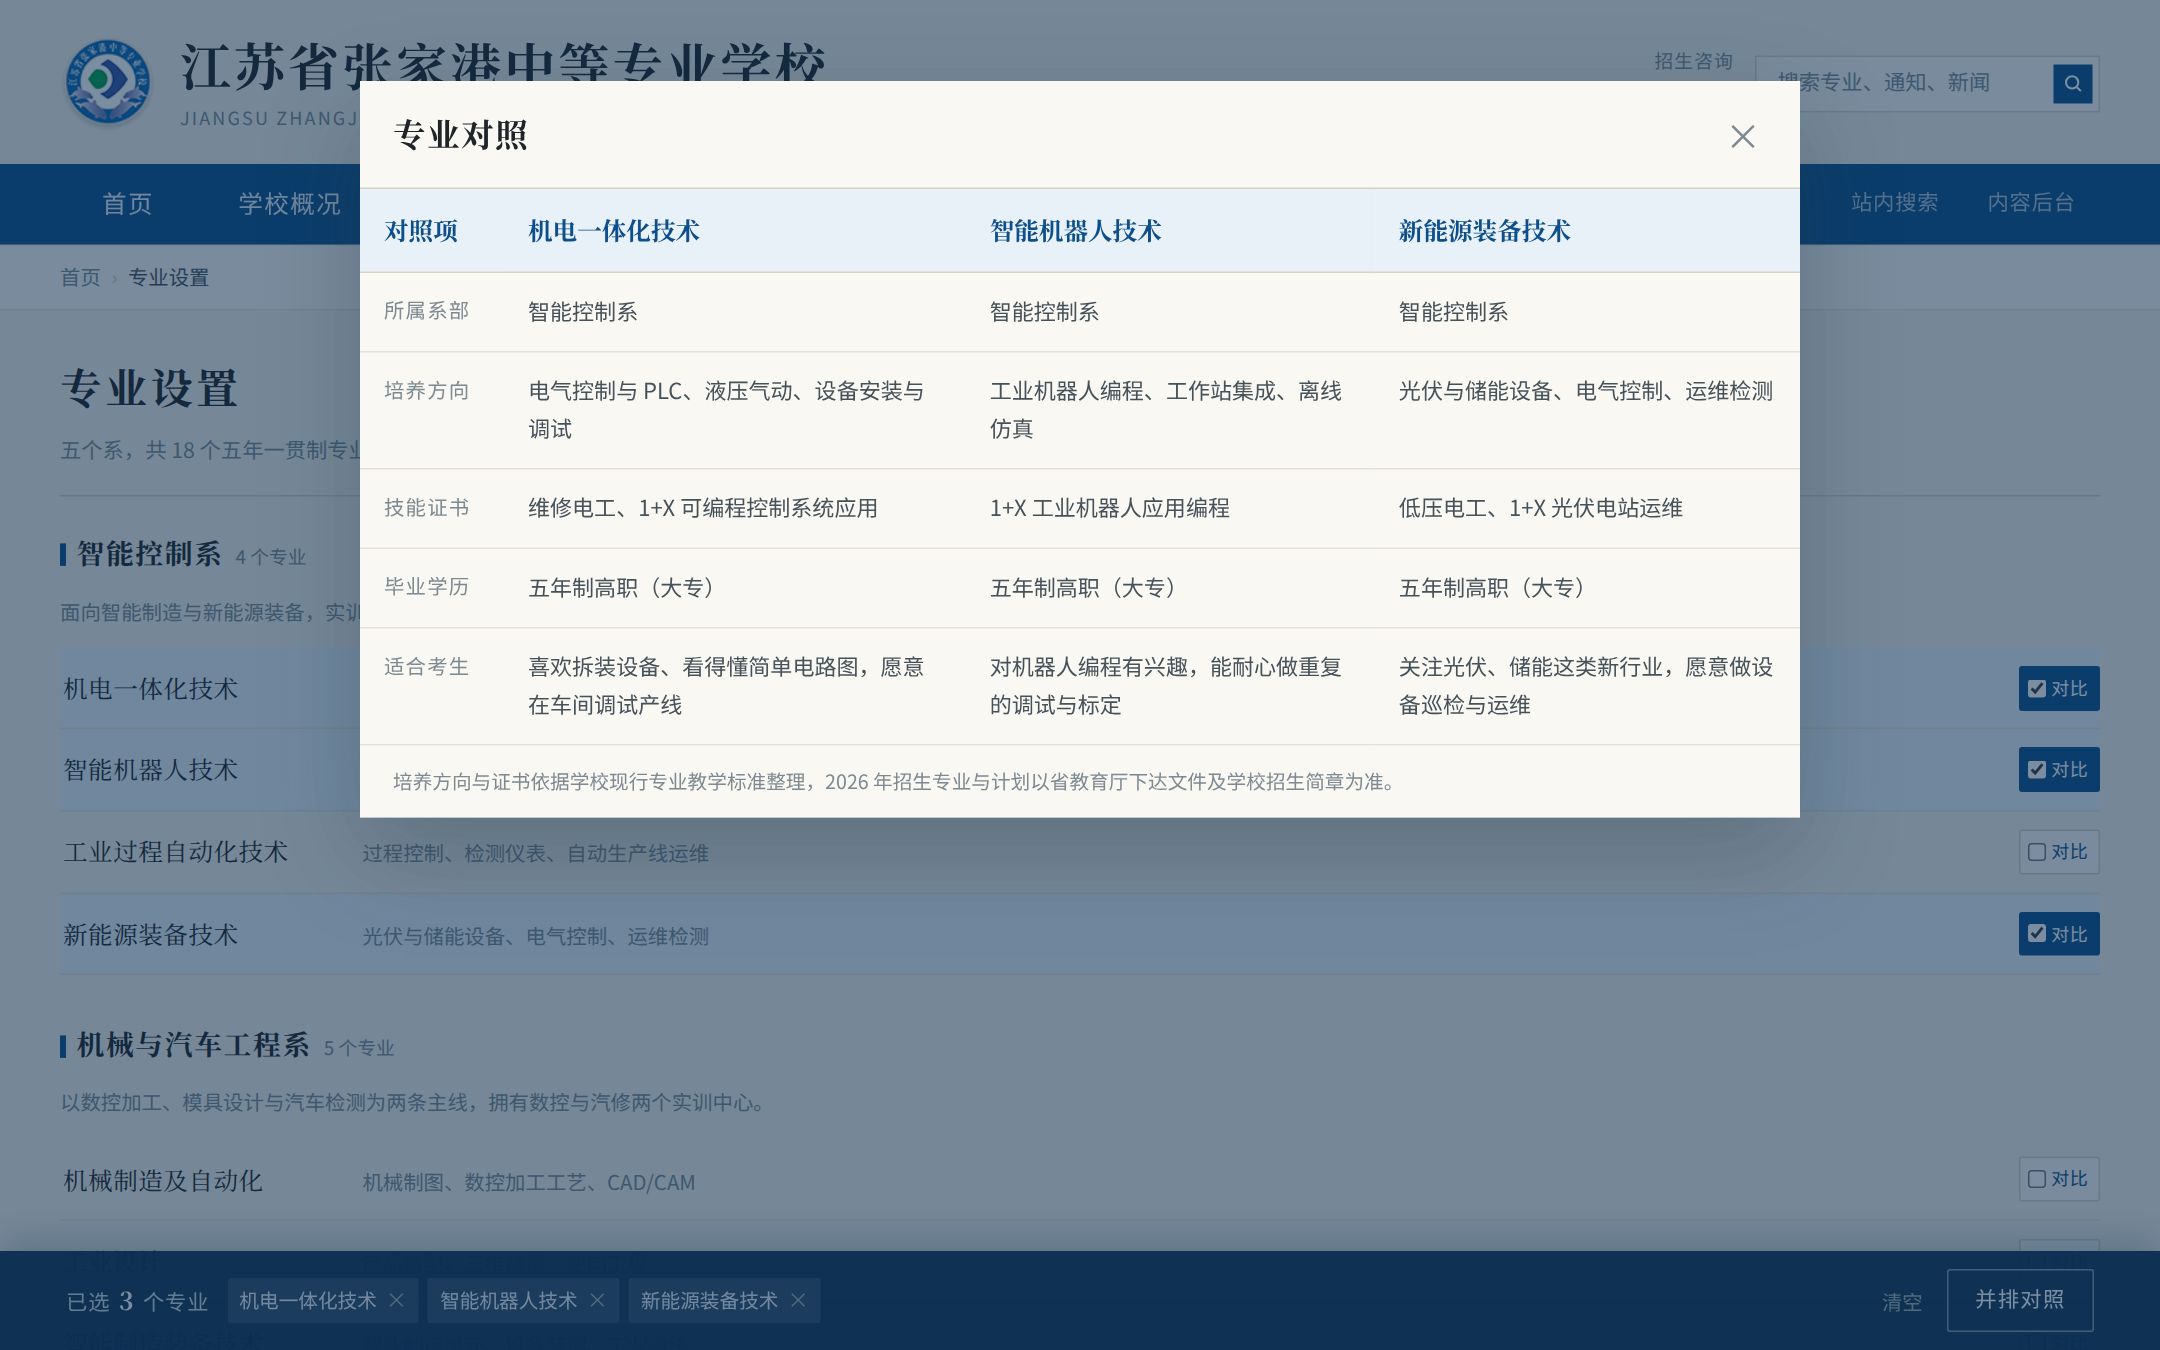 江苏省张家港中等专业学校
JIANGSU ZHANGJ
招生咨询
搜索专业、通知、新闻
首页
学校概况
站内搜索
内容后台
首页 › 专业设置
专业设置
五个系，共 18 个五年一贯制专业
智能控制系 4 个专业
面向智能制造与新能源装备，实训
机电一体化技术
对比
智能机器人技术
对比
工业过程自动化技术
过程控制、检测仪表、自动生产线运维
对比
新能源装备技术
光伏与储能设备、电气控制、运维检测
对比
机械与汽车工程系 5 个专业
以数控加工、模具设计与汽车检测为两条主线，拥有数控与汽修两个实训中心。
机械制造及自动化
机械制图、数控加工工艺、CAD/CAM
对比
工业设计
专业对照
对照项
机电一体化技术
智能机器人技术
新能源装备技术
所属系部
智能控制系
智能控制系
智能控制系
培养方向
电气控制与 PLC、液压气动、设备安装与
调试
工业机器人编程、工作站集成、离线
仿真
光伏与储能设备、电气控制、运维检测
技能证书
维修电工、1+X 可编程控制系统应用
1+X 工业机器人应用编程
低压电工、1+X 光伏电站运维
毕业学历
五年制高职（大专）
五年制高职（大专）
五年制高职（大专）
适合考生
喜欢拆装设备、看得懂简单电路图，愿意
在车间调试产线
对机器人编程有兴趣，能耐心做重复
的调试与标定
关注光伏、储能这类新行业，愿意做设
备巡检与运维
培养方向与证书依据学校现行专业教学标准整理，2026 年招生专业与计划以省教育厅下达文件及学校招生简章为准。
已选 3 个专业
机电一体化技术
智能机器人技术
新能源装备技术
清空
并排对照